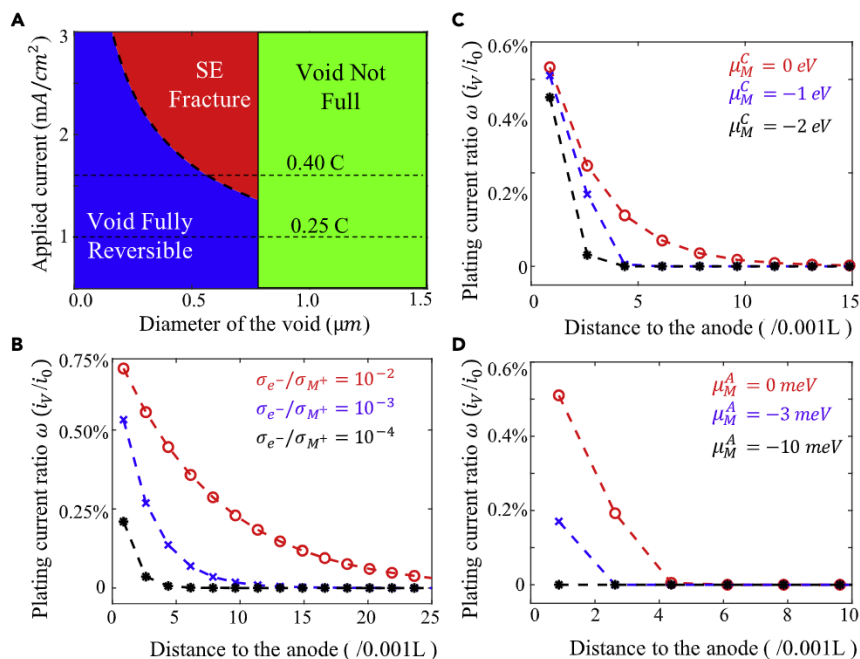 A
Applied current (mA/cm²)
3
2
1
SE
Fracture
Void Not
Full
0.40 C
Void Fully
Reversible
0.25 C
0.0
0.5
1.0
1.5
Diameter of the void (μm)
B
Plating current ratio ω (i_V/i_0)
0.75%
0.50%
0.25%
0
σ_e⁻/σ_M⁺ = 10⁻²
σ_e⁻/σ_M⁺ = 10⁻³
σ_e⁻/σ_M⁺ = 10⁻⁴
0
5
10
15
20
25
Distance to the anode ( /0.001L)
C
Plating current ratio ω (i_V/i_0)
0.6%
0.2%
0
μ_M^C = 0 eV
μ_M^C = −1 eV
μ_M^C = −2 eV
0
5
10
15
Distance to the anode ( /0.001L)
D
Plating current ratio ω (i_V/i_0)
0.6%
0.4%
0.2%
0
μ_M^A = 0 meV
μ_M^A = −3 meV
μ_M^A = −10 meV
0
2
4
6
8
10
Distance to the anode ( /0.001L)